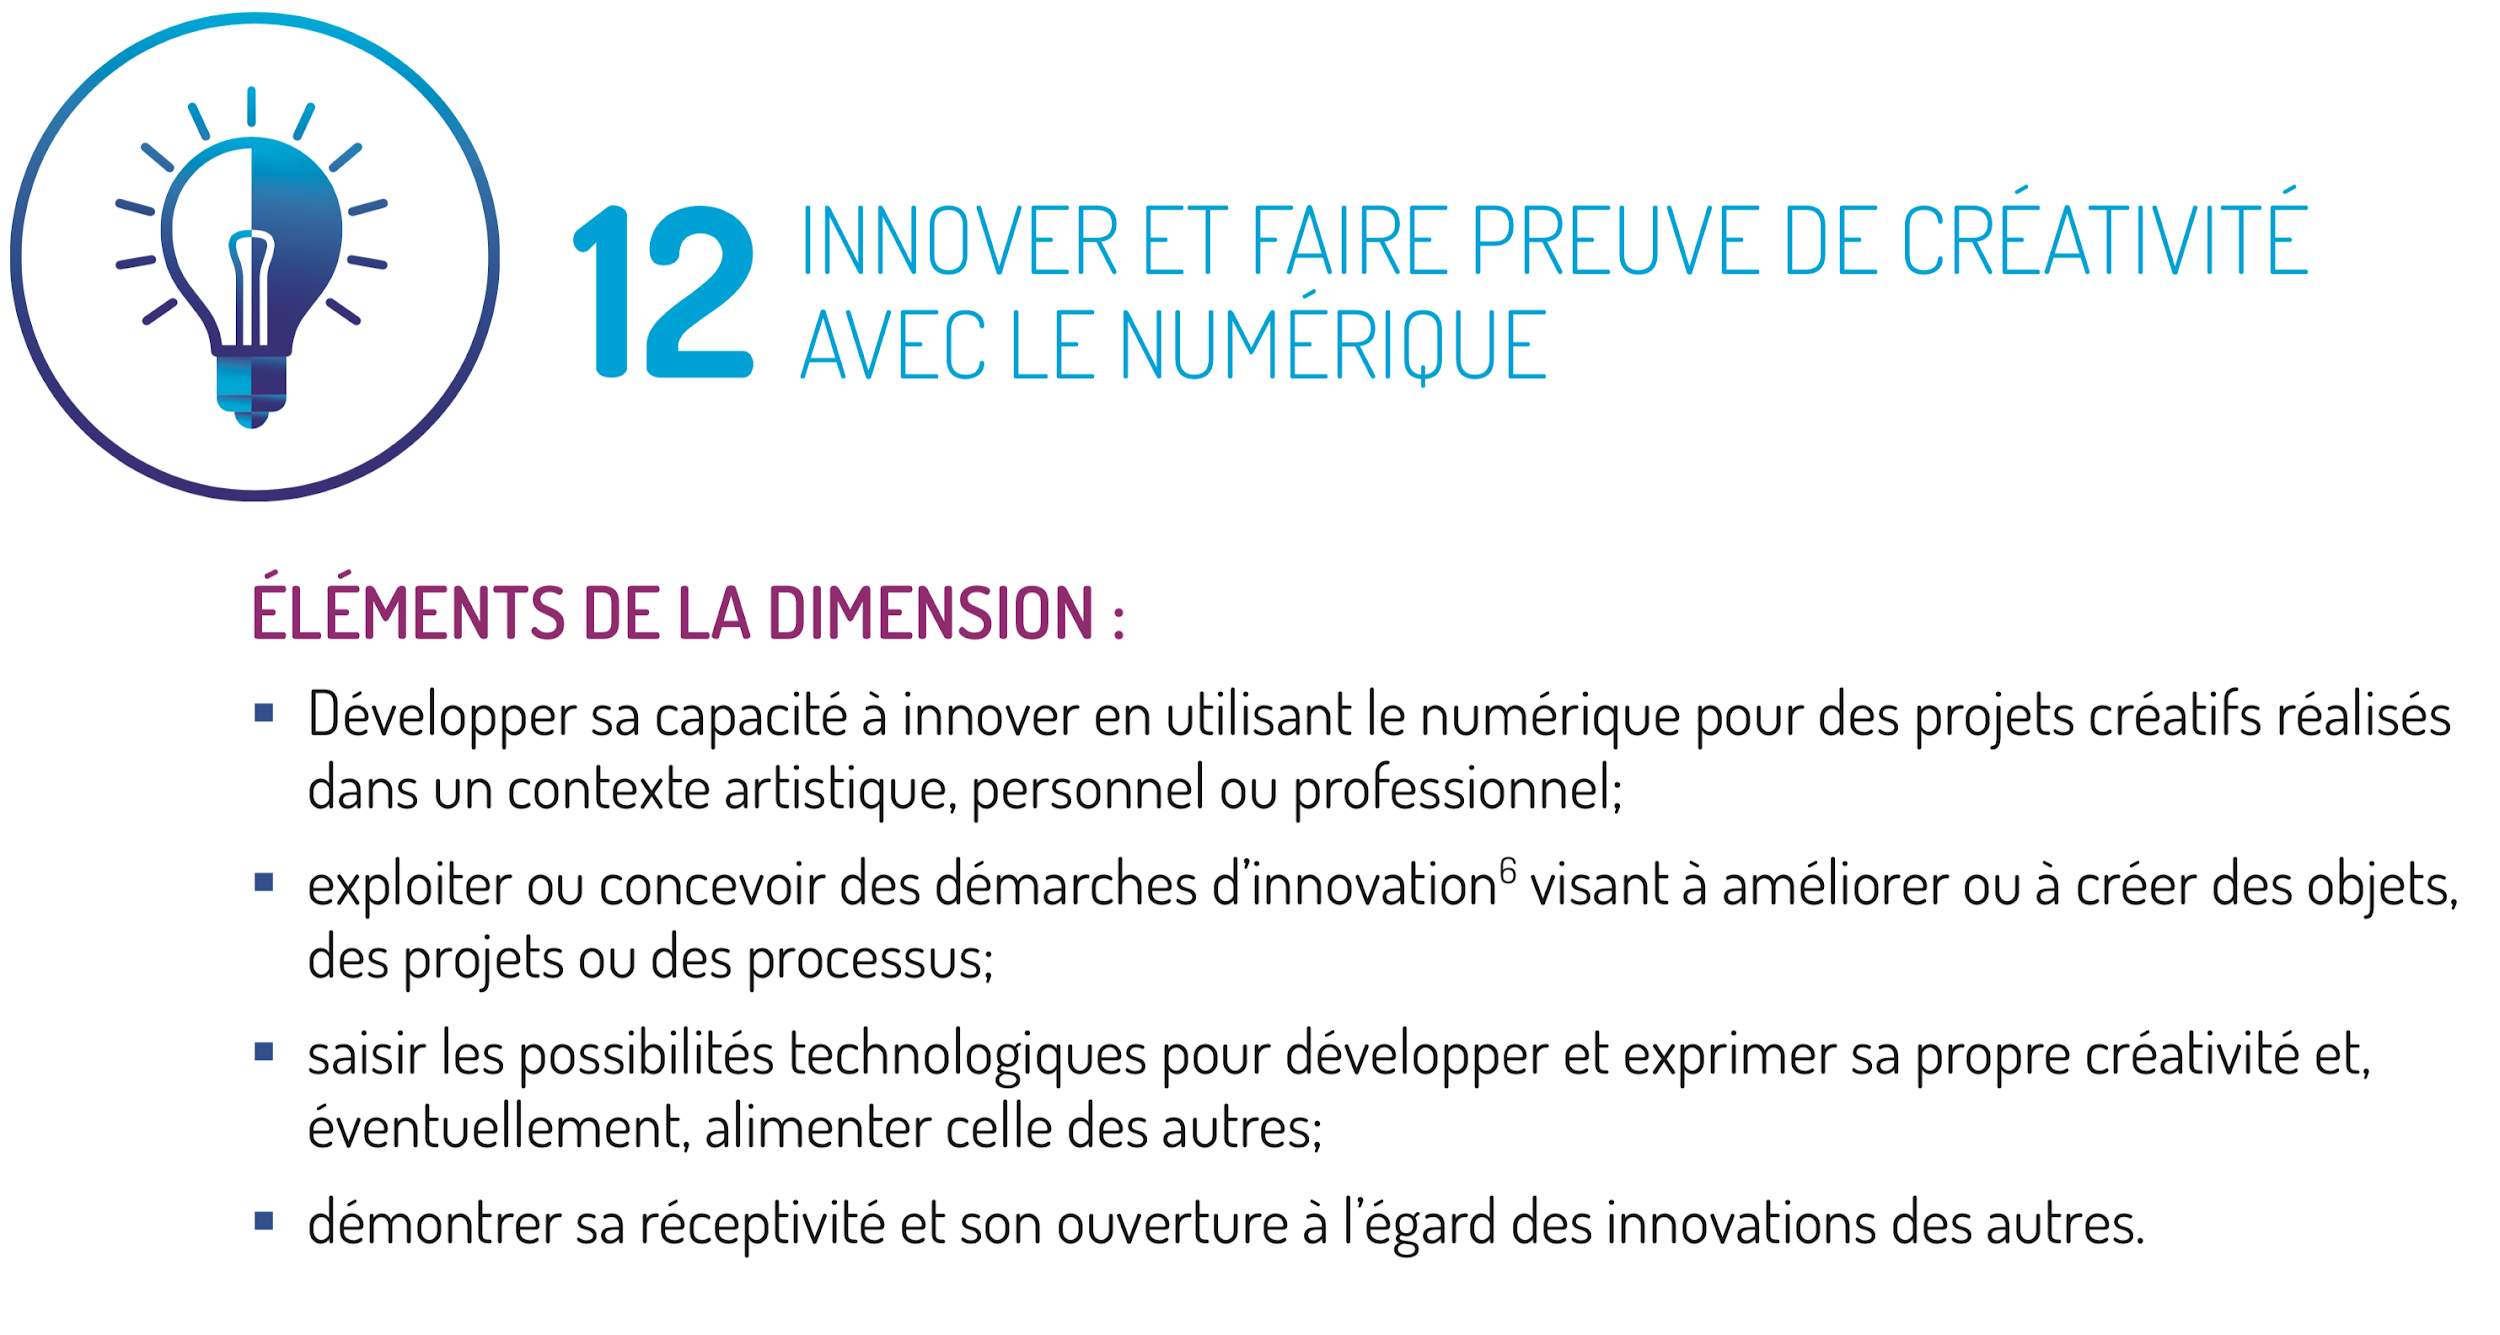 12 INNOVER ET FAIRE PREUVE DE CRÉATIVITÉ
AVEC LE NUMÉRIQUE
ÉLÉMENTS DE LA DIMENSION :
▪ Développer sa capacité à innover en utilisant le numérique pour des projets créatifs réalisés
dans un contexte artistique, personnel ou professionnel;
▪ exploiter ou concevoir des démarches d’innovation⁶ visant à améliorer ou à créer des objets,
des projets ou des processus;
▪ saisir les possibilités technologiques pour développer et exprimer sa propre créativité et,
éventuellement, alimenter celle des autres;
▪ démontrer sa réceptivité et son ouverture à l’égard des innovations des autres.